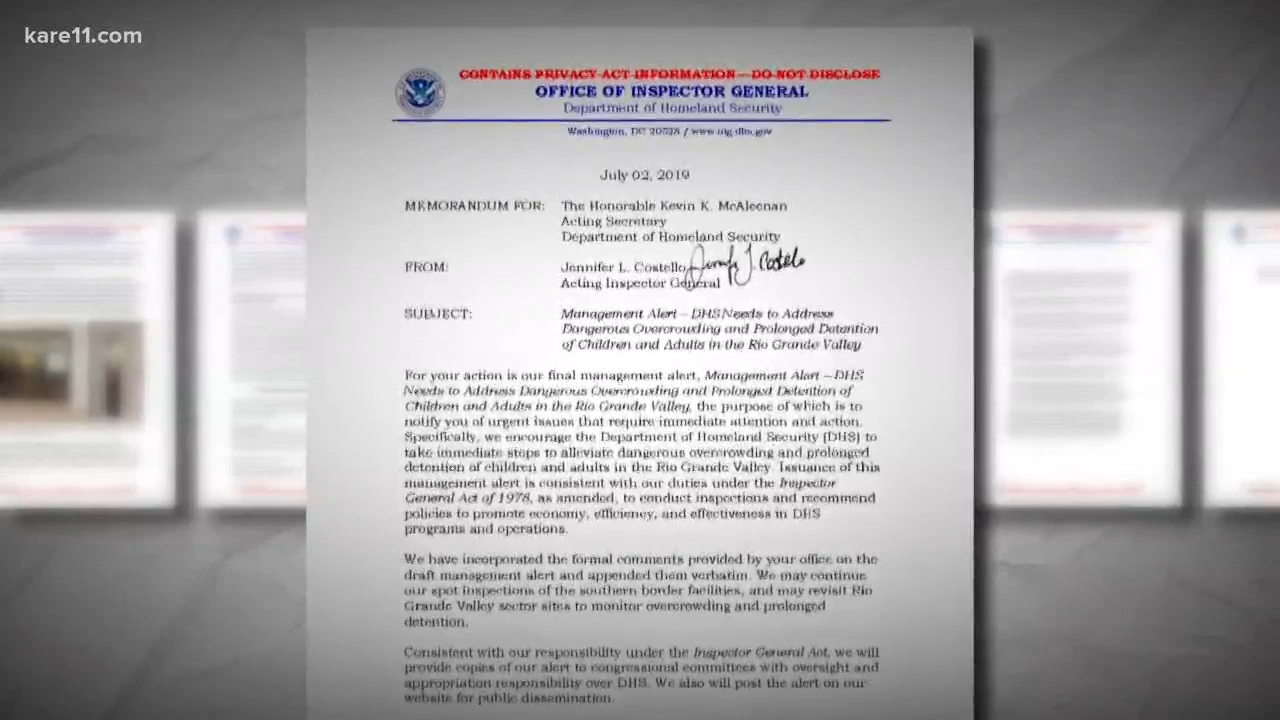 kare11.com
CONTAINS PRIVACY ACT INFORMATION – DO NOT DISCLOSE
OFFICE OF INSPECTOR GENERAL
Department of Homeland Security
Washington, DC 20528 / www.oig.dhs.gov
July 02, 2019
MEMORANDUM FOR: The Honorable Kevin K. McAleenan
Acting Secretary
Department of Homeland Security
FROM: Jennifer L. Costello
Acting Inspector General
SUBJECT: Management Alert – DHS Needs to Address
Dangerous Overcrowding and Prolonged Detention
of Children and Adults in the Rio Grande Valley
For your action is our final management alert, Management Alert – DHS
Needs to Address Dangerous Overcrowding and Prolonged Detention of
Children and Adults in the Rio Grande Valley, the purpose of which is to
notify you of urgent issues that require immediate attention and action.
Specifically, we encourage the Department of Homeland Security (DHS) to
take immediate steps to alleviate dangerous overcrowding and prolonged
detention of children and adults in the Rio Grande Valley. Issuance of this
management alert is consistent with our duties under the Inspector
General Act of 1978, as amended, to conduct inspections and recommend
policies to promote economy, efficiency, and effectiveness in DHS
programs and operations.
We have incorporated the formal comments provided by your office on the
draft management alert and appended them verbatim. We may continue
our spot inspections of the southern border facilities, and may revisit Rio
Grande Valley sector sites to monitor overcrowding and prolonged
detention.
Consistent with our responsibility under the Inspector General Act, we will
provide copies of our alert to congressional committees with oversight and
appropriation responsibility over DHS. We also will post the alert on our
website for public dissemination.